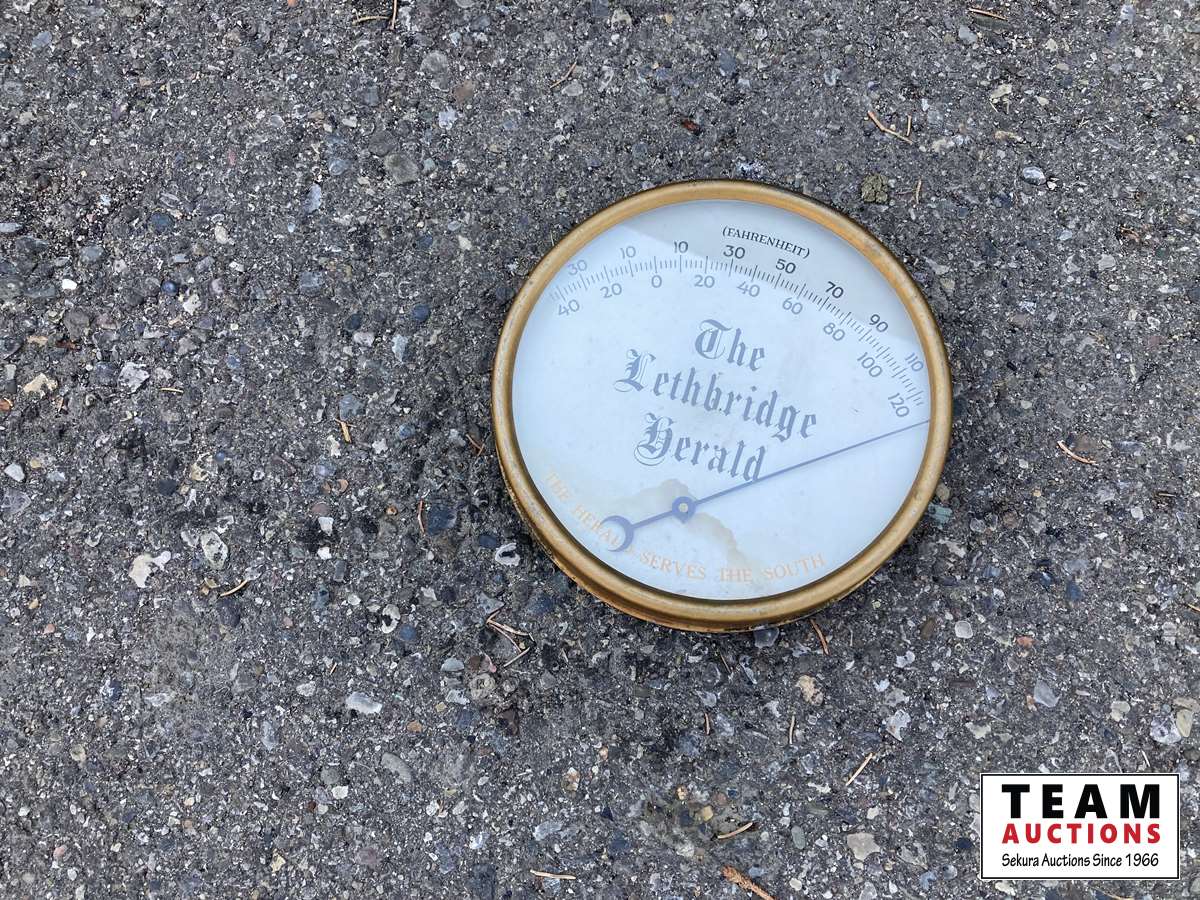 (FAHRENHEIT)
30 10 10 30 50 70 90 110
40 20 0 20 40 60 80 100 120
The
Lethbridge
Herald
THE HERALD SERVES THE SOUTH
TEAM
AUCTIONS
Sekura Auctions Since 1966